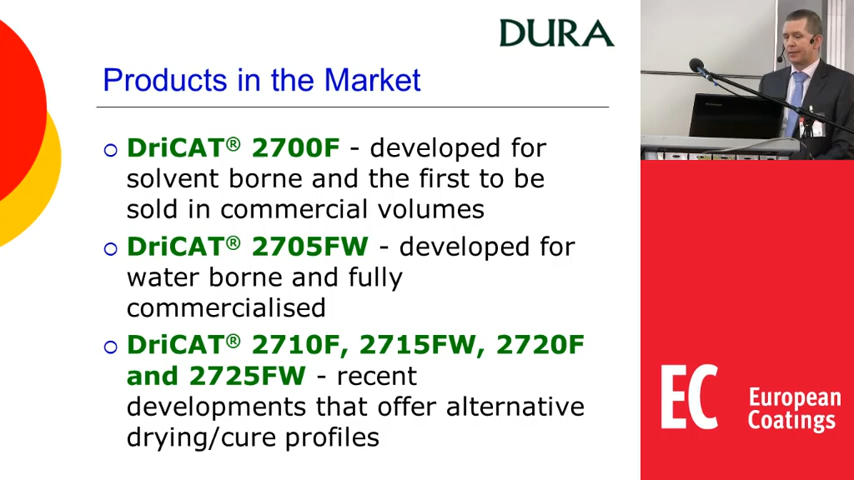 DURA
Products in the Market
DriCAT® 2700F - developed for
solvent borne and the first to be
sold in commercial volumes
DriCAT® 2705FW - developed for
water borne and fully
commercialised
DriCAT® 2710F, 2715FW, 2720F
and 2725FW - recent
developments that offer alternative
drying/cure profiles
EC European
Coatings